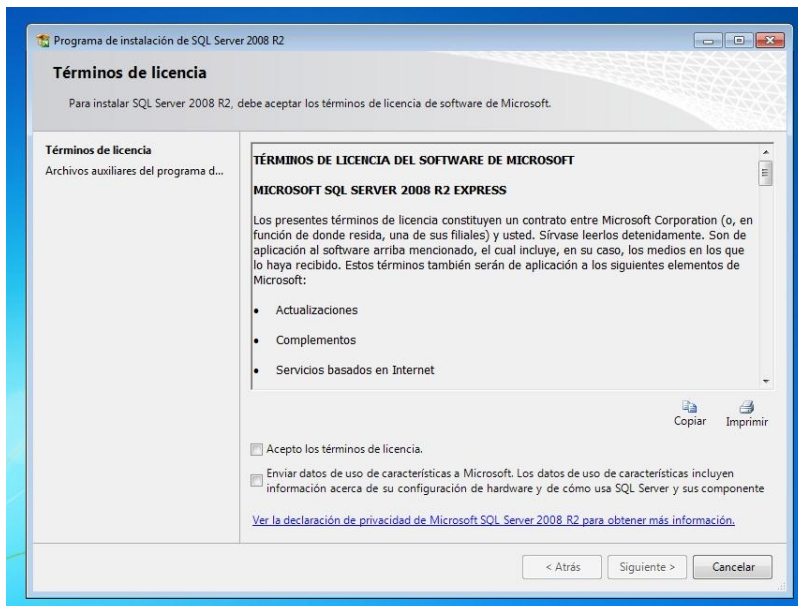 Programa de instalación de SQL Server 2008 R2
Términos de licencia
Para instalar SQL Server 2008 R2, debe aceptar los términos de licencia de software de Microsoft.
Términos de licencia
Archivos auxiliares del programa d...
TÉRMINOS DE LICENCIA DEL SOFTWARE DE MICROSOFT
MICROSOFT SQL SERVER 2008 R2 EXPRESS
Los presentes términos de licencia constituyen un contrato entre Microsoft Corporation (o, en
función de donde resida, una de sus filiales) y usted. Sírvase leerlos detenidamente. Son de
aplicación al software arriba mencionado, el cual incluye, en su caso, los medios en los que
lo haya recibido. Estos términos también serán de aplicación a los siguientes elementos de
Microsoft:
• Actualizaciones
• Complementos
• Servicios basados en Internet
Copiar Imprimir
Acepto los términos de licencia.
Enviar datos de uso de características a Microsoft. Los datos de uso de características incluyen
información acerca de su configuración de hardware y de cómo usa SQL Server y sus componente
Ver la declaración de privacidad de Microsoft SQL Server 2008 R2 para obtener más información.
< Atrás Siguiente > Cancelar